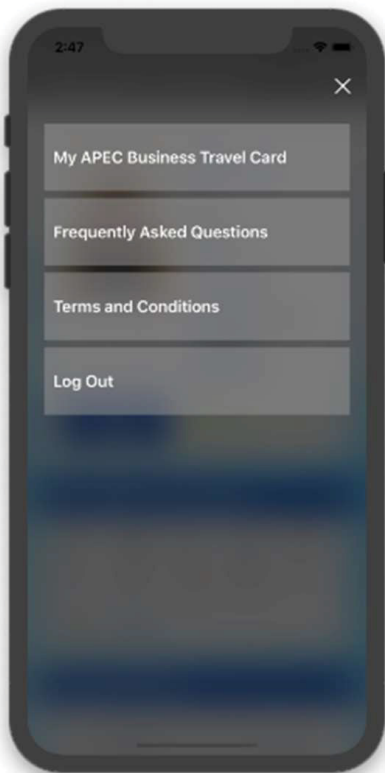 2:47
My APEC Business Travel Card
Frequently Asked Questions
Terms and Conditions
Log Out